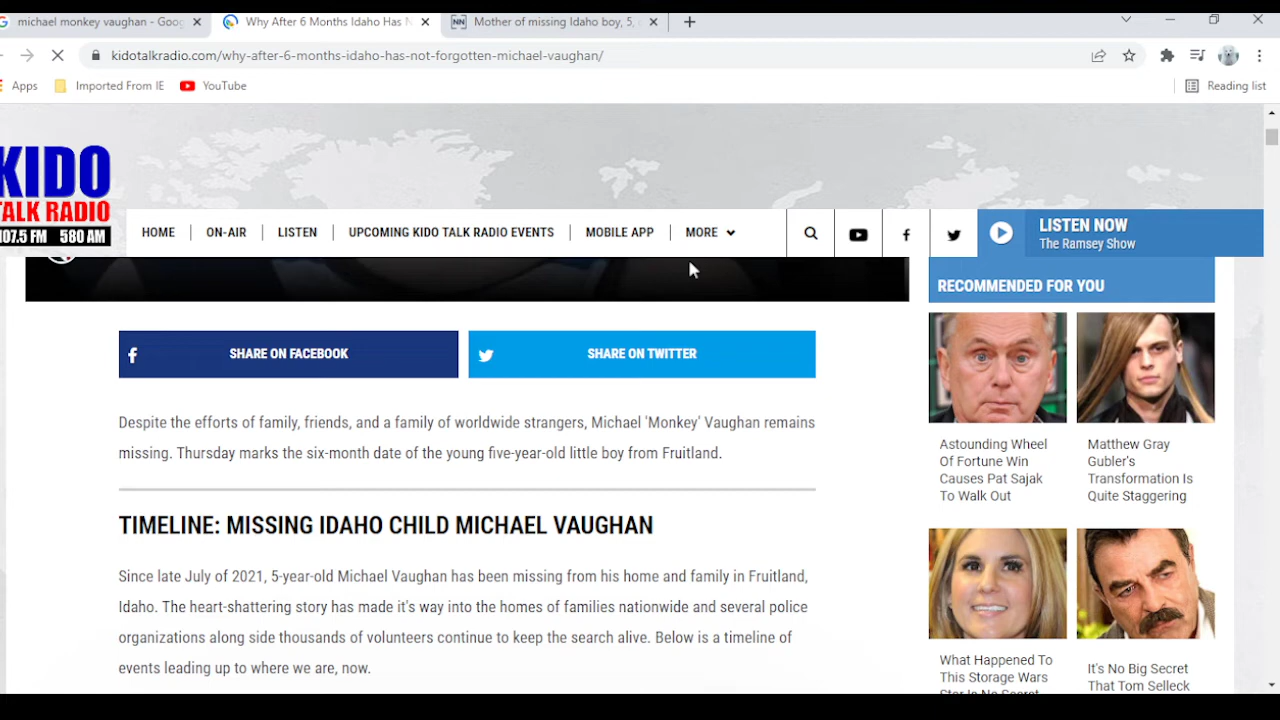 michael monkey vaughan - Goog
Why After 6 Months Idaho Has N
NN Mother of missing Idaho boy, 5,
kidotalkradio.com/why-after-6-months-idaho-has-not-forgotten-michael-vaughan/
Apps
Imported From IE
YouTube
Reading list
KIDO
TALK RADIO
107.5 FM 580 AM
HOME
ON-AIR
LISTEN
UPCOMING KIDO TALK RADIO EVENTS
MOBILE APP
MORE
LISTEN NOW
The Ramsey Show
SHARE ON FACEBOOK
SHARE ON TWITTER
Despite the efforts of family, friends, and a family of worldwide strangers, Michael 'Monkey' Vaughan remains
missing. Thursday marks the six-month date of the young five-year-old little boy from Fruitland.
TIMELINE: MISSING IDAHO CHILD MICHAEL VAUGHAN
Since late July of 2021, 5-year-old Michael Vaughan has been missing from his home and family in Fruitland,
Idaho. The heart-shattering story has made it's way into the homes of families nationwide and several police
organizations along side thousands of volunteers continue to keep the search alive. Below is a timeline of
events leading up to where we are, now.
RECOMMENDED FOR YOU
Astounding Wheel
Of Fortune Win
Causes Pat Sajak
To Walk Out
Matthew Gray
Gubler's
Transformation Is
Quite Staggering
What Happened To
This Storage Wars
Star Is No Secret
It's No Big Secret
That Tom Selleck